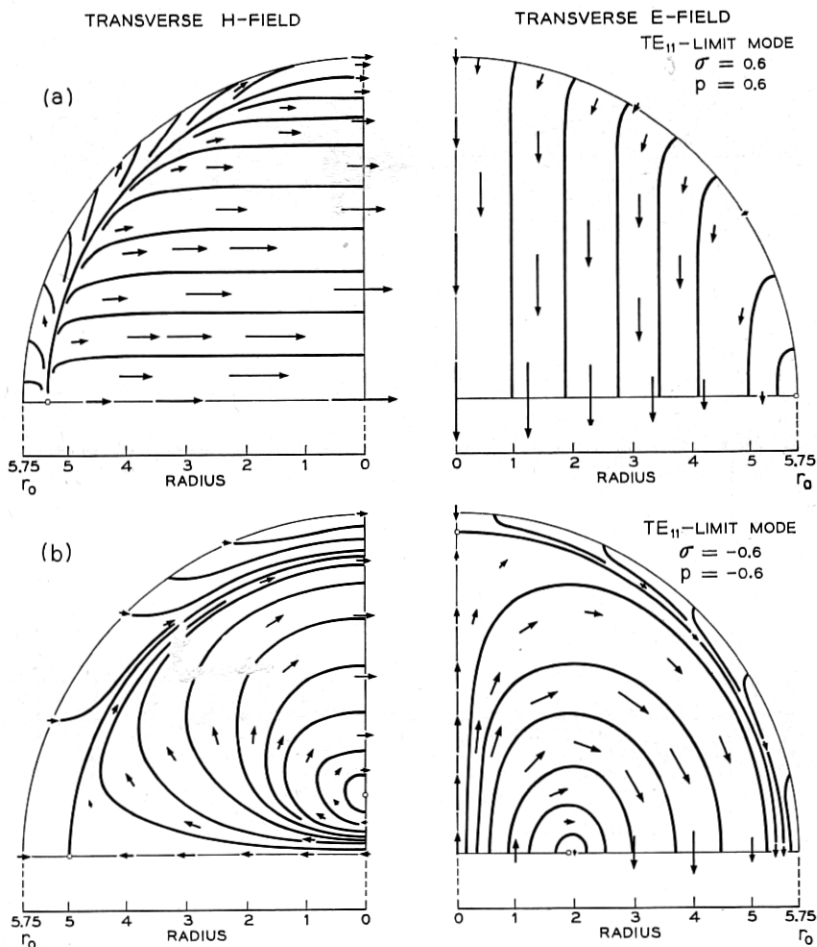 TRANSVERSE H-FIELD
TRANSVERSE E-FIELD
TE₁₁-LIMIT MODE
σ = 0.6
p = 0.6
(a)
5.75 5 4 3 2 1 0
r₀ RADIUS
0 1 2 3 4 5 5.75
RADIUS r₀
TE₁₁-LIMIT MODE
σ = -0.6
p = -0.6
(b)
5.75 5 4 3 2 1 0
r₀ RADIUS
0 1 2 3 4 5 5.75
RADIUS r₀